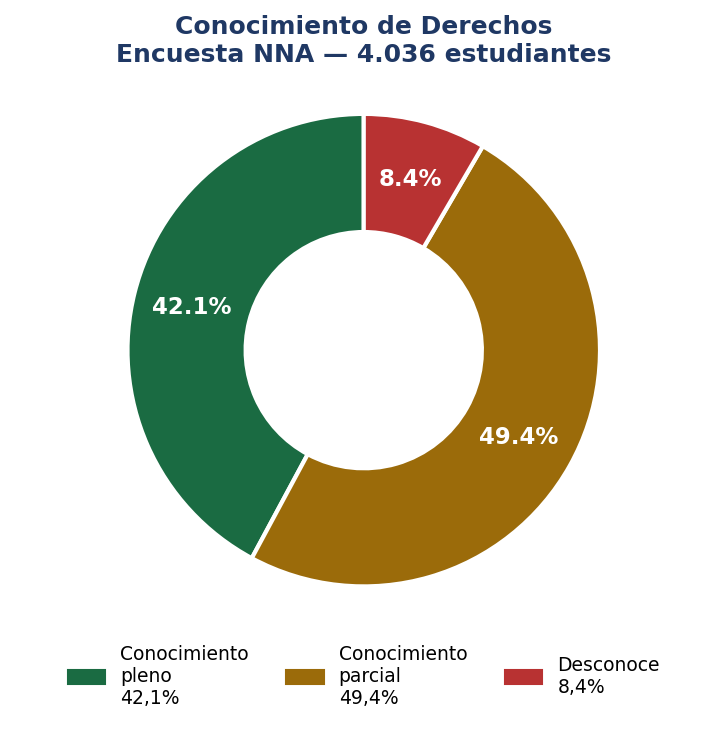 Conocimiento de Derechos
Encuesta NNA — 4.036 estudiantes
8.4%
42.1%
49.4%
Conocimiento
pleno
42,1%
Conocimiento
parcial
49,4%
Desconoce
8,4%